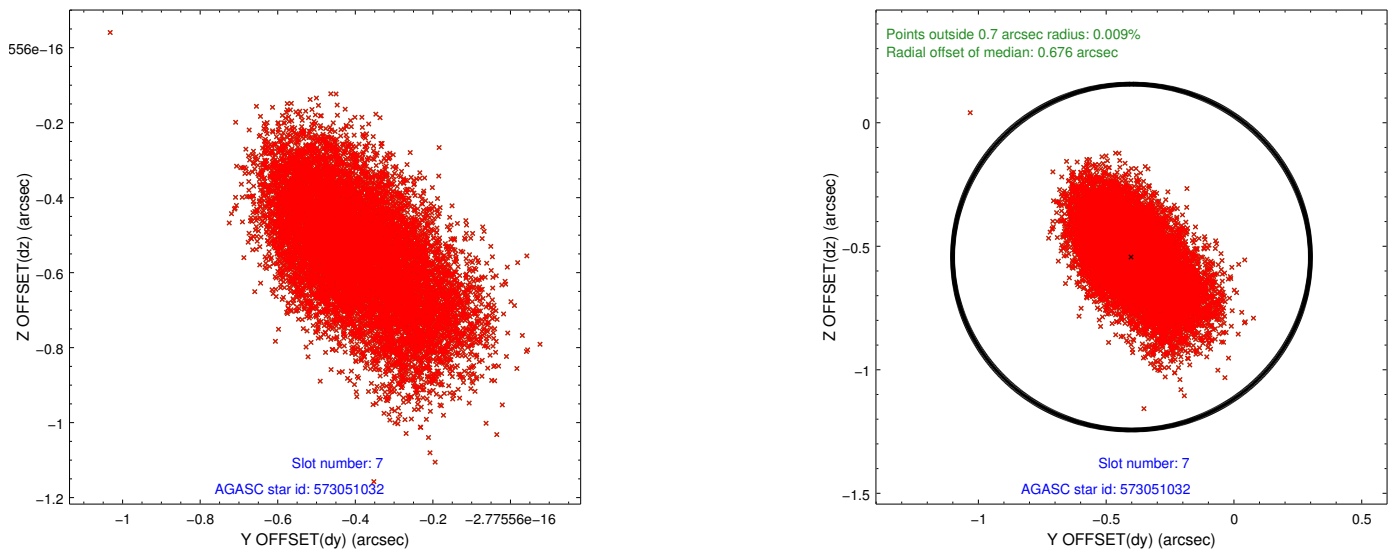 556e−16
−0.2
−0.4
−0.6
−0.8
−1
−1.2
Z OFFSET(dz) (arcsec)
Slot number: 7
AGASC star id: 573051032
−1
−0.8
−0.6
−0.4
−0.2
−2.77556e−16
Y OFFSET(dy) (arcsec)
Points outside 0.7 arcsec radius: 0.009%
Radial offset of median: 0.676 arcsec
0
−0.5
−1
−1.5
Z OFFSET(dz) (arcsec)
Slot number: 7
AGASC star id: 573051032
−1
−0.5
0
0.5
Y OFFSET(dy) (arcsec)